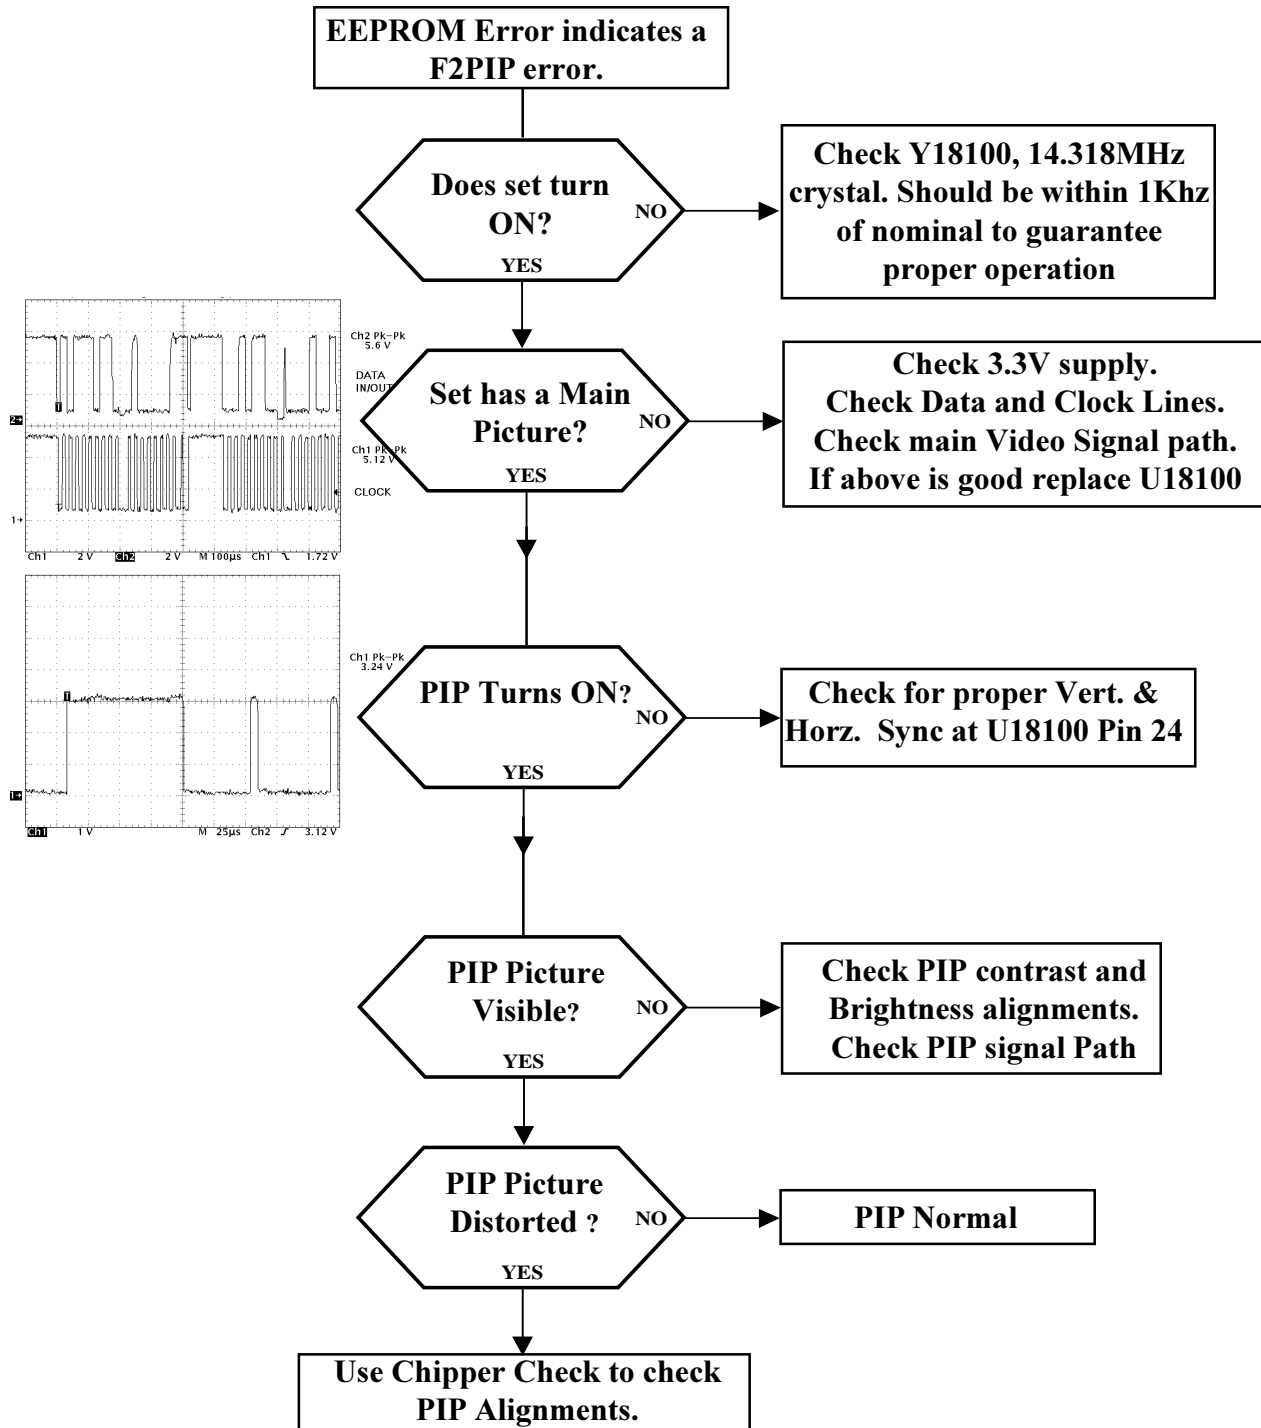 EEPROM Error indicates a
F2PIP error.
Does set turn
ON?
NO
YES
Check Y18100, 14.318MHz
crystal. Should be within 1Khz
of nominal to guarantee
proper operation
Ch2 Pk-Pk
5.6 V
DATA
IN/OUT
T
2
Ch1 Pk-Pk
5.12 V
CLOCK
1
Ch1 2 V Ch2 2 V M 100µs Ch1 1.72 V
Set has a Main
Picture?
NO
YES
Check 3.3V supply.
Check Data and Clock Lines.
Check main Video Signal path.
If above is good replace U18100
Ch1 Pk-Pk
3.24 V
T
1
Ch1 1 V M 25µs Ch2 3.12 V
PIP Turns ON?
NO
YES
Check for proper Vert. &
Horz. Sync at U18100 Pin 24
PIP Picture
Visible?
NO
YES
Check PIP contrast and
Brightness alignments.
Check PIP signal Path
PIP Picture
Distorted ?
NO
YES
PIP Normal
Use Chipper Check to check
PIP Alignments.